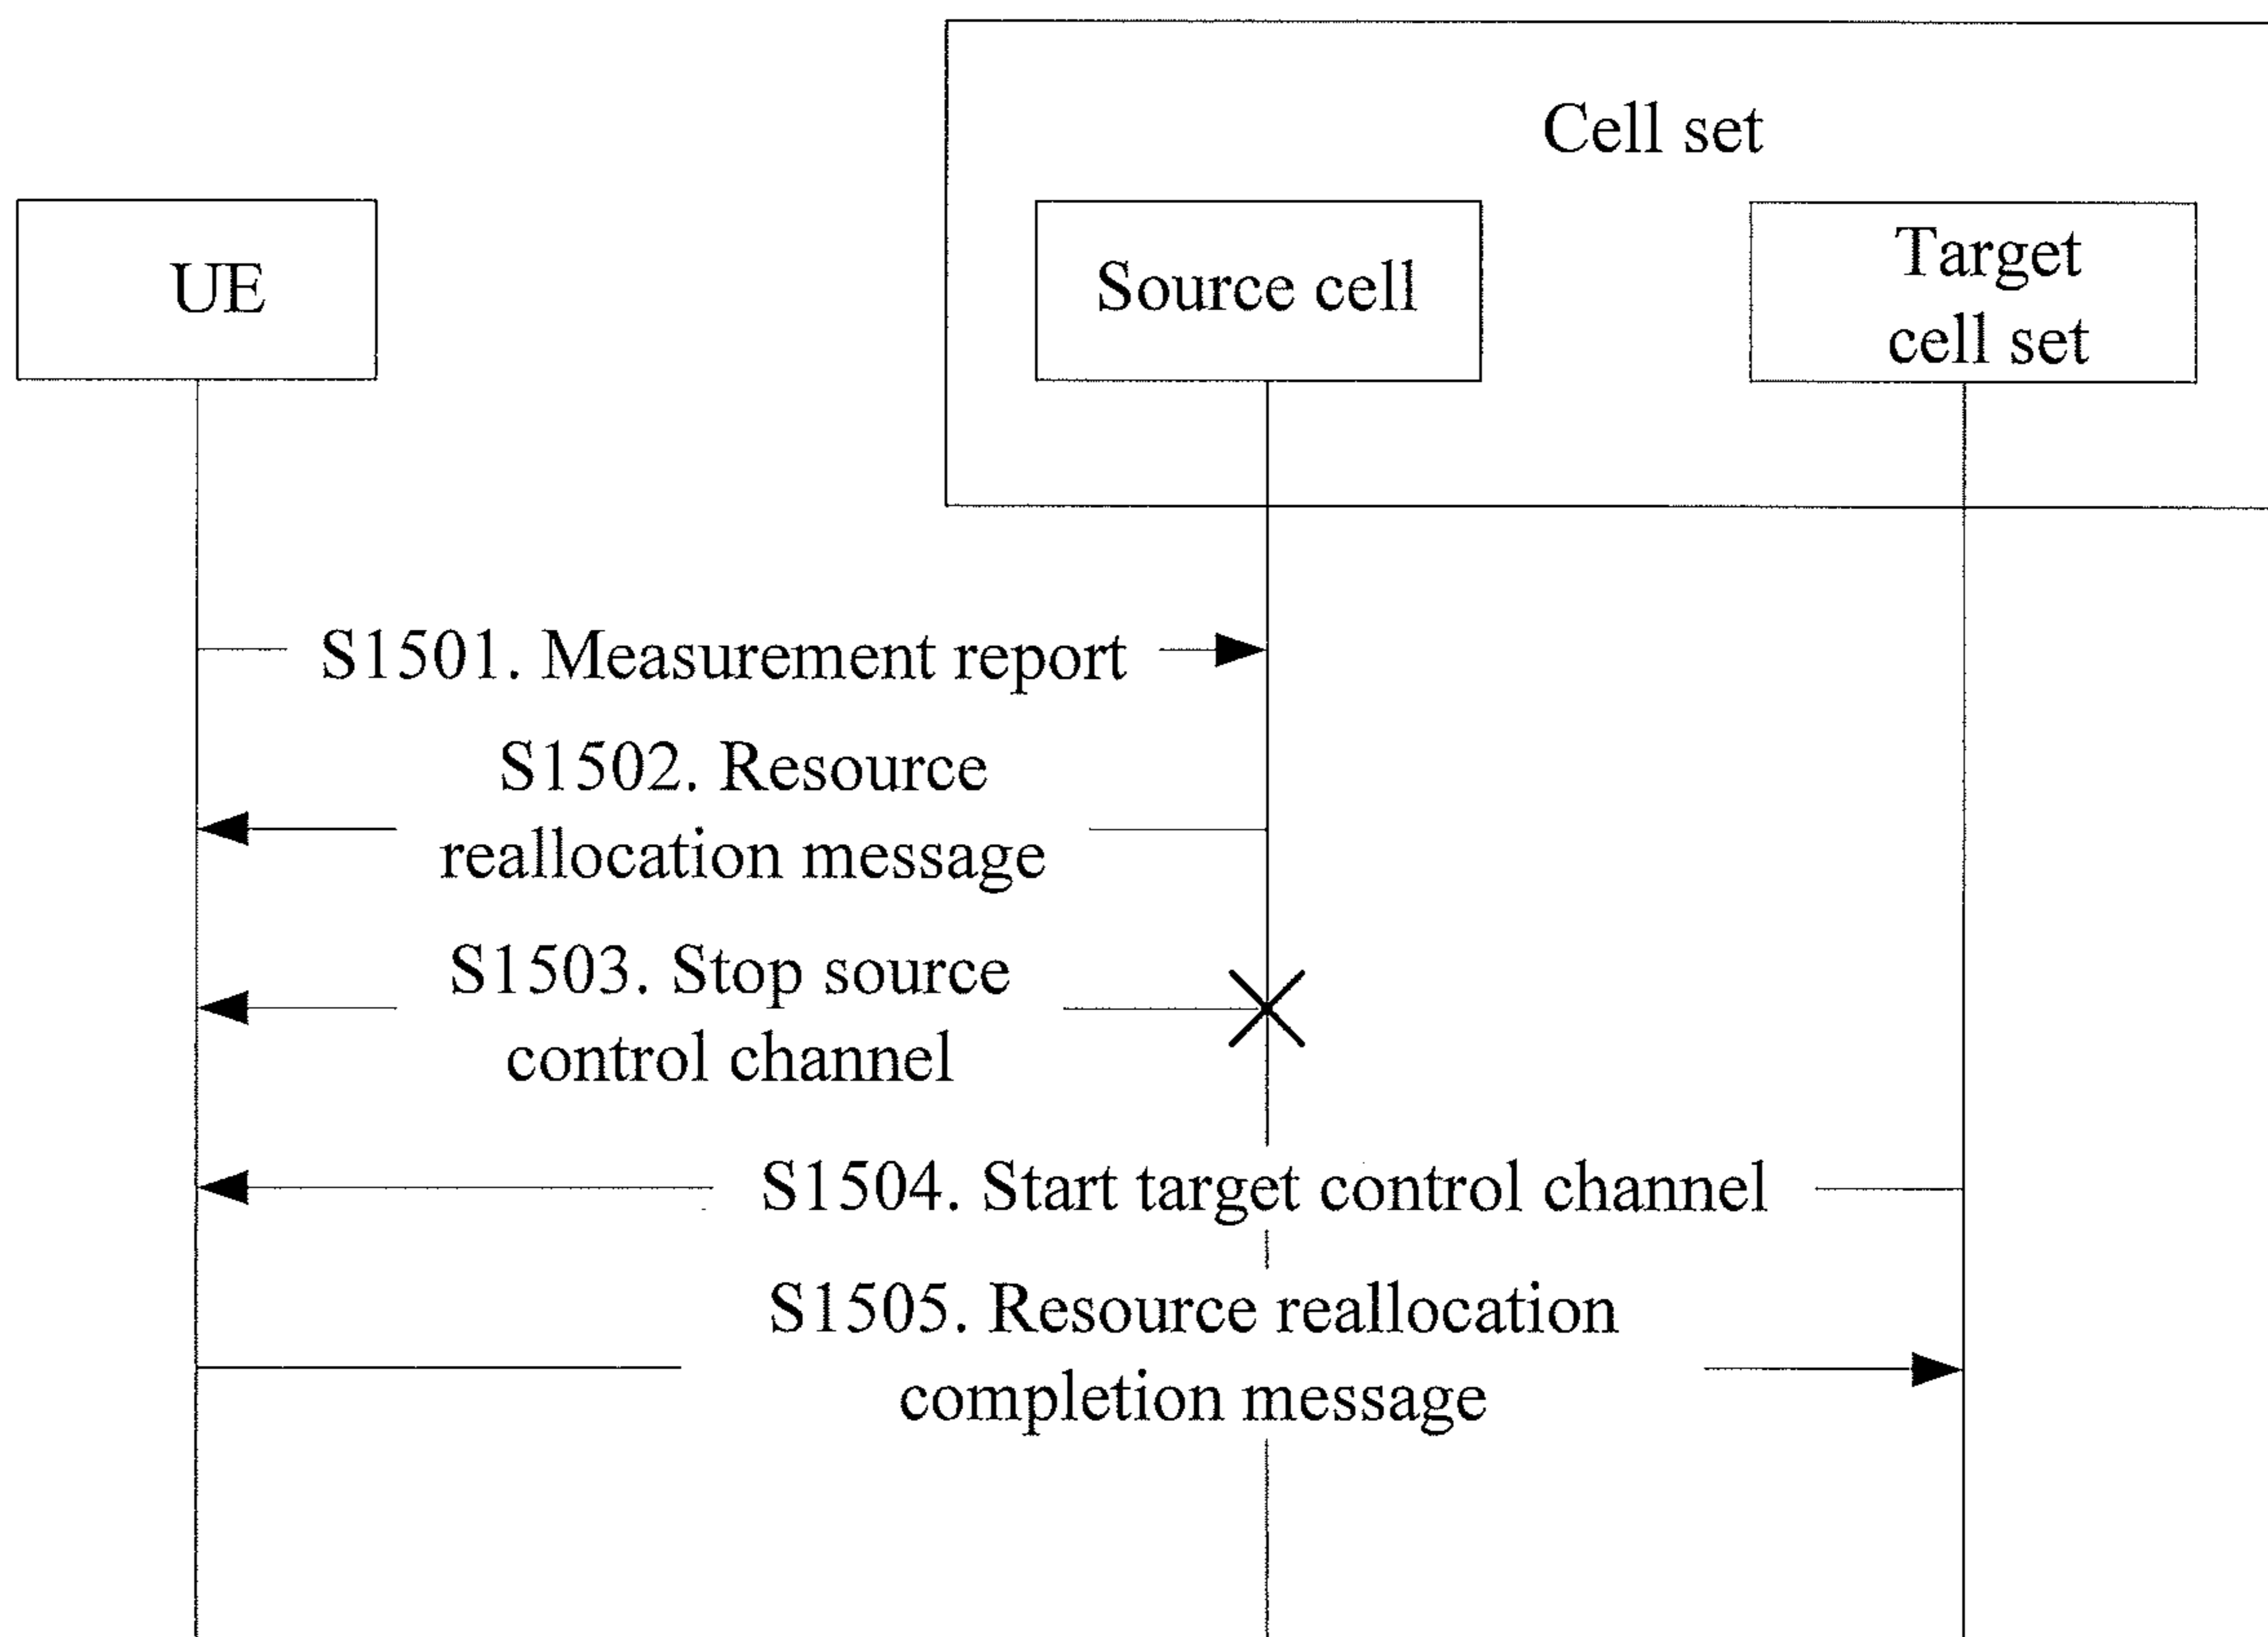 Cell set
UE
Source cell
Target
cell set
S1501. Measurement report
S1502. Resource
reallocation message
S1503. Stop source
control channel
S1504. Start target control channel
S1505. Resource reallocation
completion message